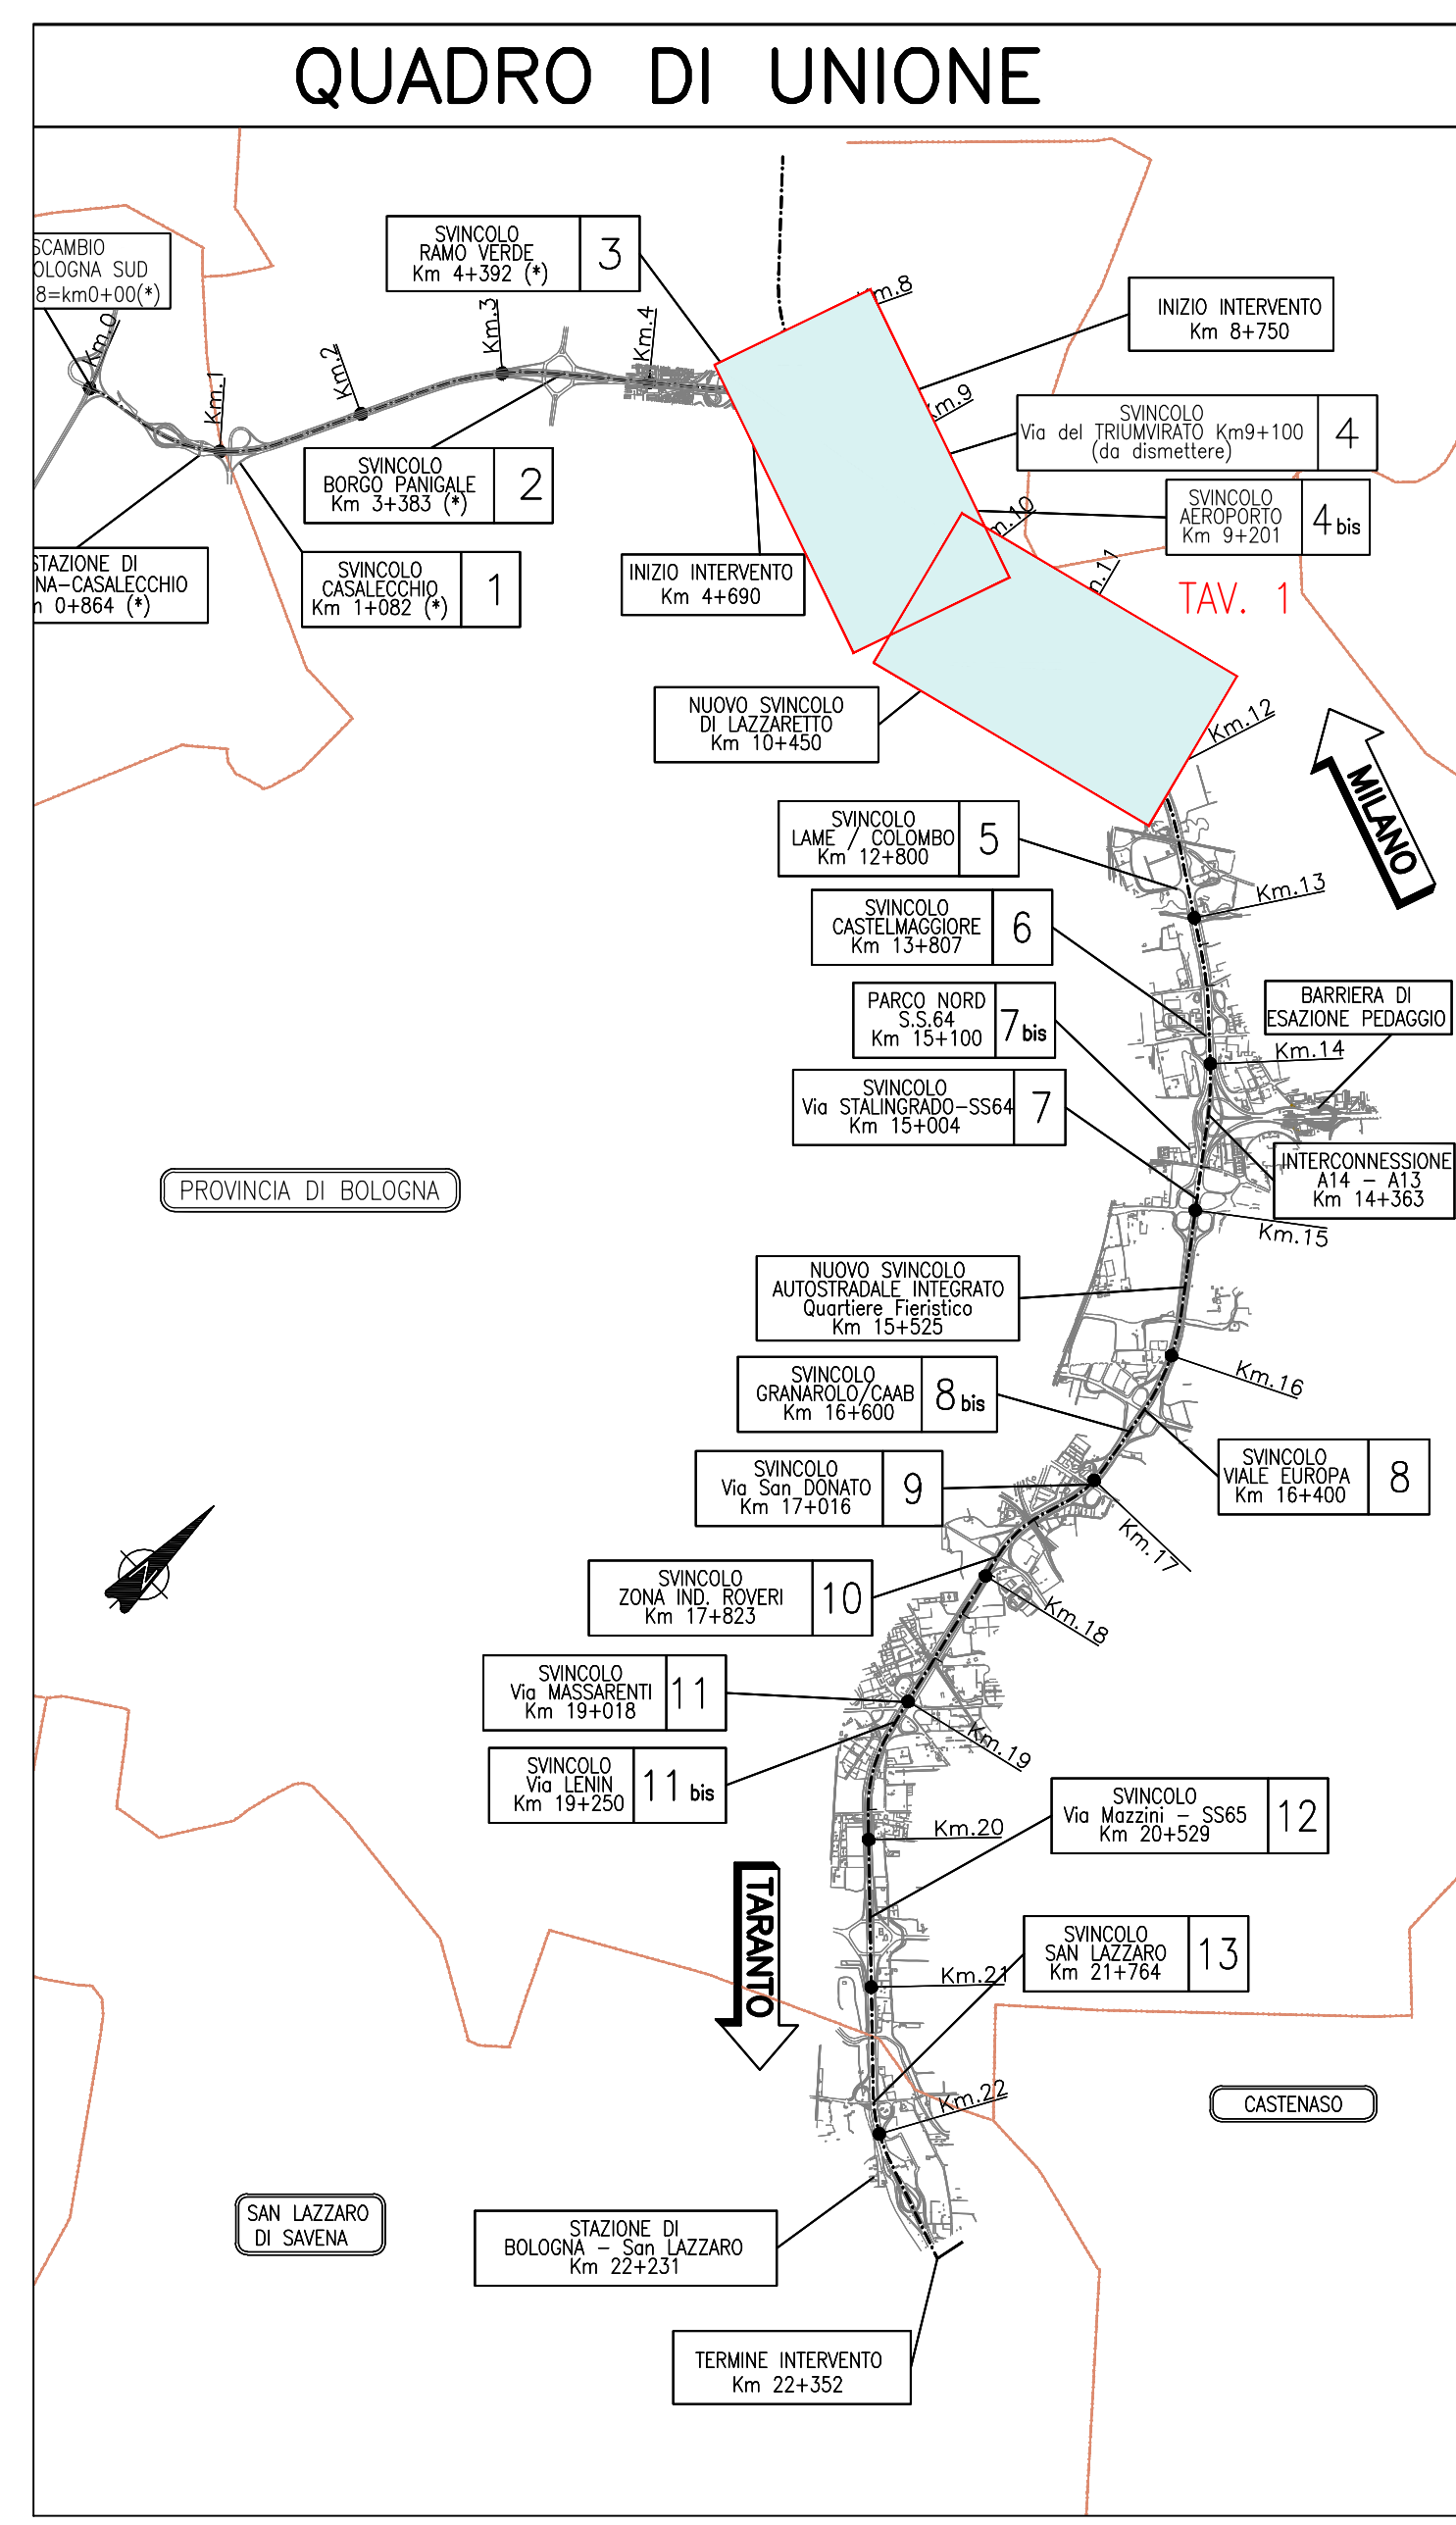 QUADRO DI UNIONE
SCAMBIO
OLOGNA SUD
8=km0+00(*)
SVINCOLO
RAMO VERDE
Km 4+392 (*)
3
Km.0
Km.1
Km.2
Km.3
Km.4
m.8
INIZIO INTERVENTO
Km 8+750
m.9
SVINCOLO
Via del TRIUMVIRATO Km9+100
(da dismettere)
4
SVINCOLO
BORGO PANIGALE
Km 3+383 (*)
2
SVINCOLO
AEROPORTO
Km 9+201
4 bis
m.10
STAZIONE DI
NA-CASALECCHIO
m 0+864 (*)
SVINCOLO
CASALECCHIO
Km 1+082 (*)
1
INIZIO INTERVENTO
Km 4+690
m.11
TAV. 1
NUOVO SVINCOLO
DI LAZZARETTO
Km 10+450
Km.12
MILANO
SVINCOLO
LAME / COLOMBO
Km 12+800
5
Km.13
SVINCOLO
CASTELMAGGIORE
Km 13+807
6
PARCO NORD
S.S.64
Km 15+100
7 bis
BARRIERA DI
ESAZIONE PEDAGGIO
Km.14
SVINCOLO
Via STALINGRADO-SS64
Km 15+004
7
INTERCONNESSIONE
A14 - A13
Km 14+363
PROVINCIA DI BOLOGNA
Km.15
NUOVO SVINCOLO
AUTOSTRADALE INTEGRATO
Quartiere Fieristico
Km 15+525
Km.16
SVINCOLO
GRANAROLO/CAAB
Km 16+600
8 bis
SVINCOLO
VIALE EUROPA
Km 16+400
8
SVINCOLO
Via San DONATO
Km 17+016
9
Km.17
SVINCOLO
ZONA IND. ROVERI
Km 17+823
10
Km.18
SVINCOLO
Via MASSARENTI
Km 19+018
11
Km.19
SVINCOLO
Via LENIN
Km 19+250
11 bis
SVINCOLO
Via Mazzini - SS65
Km 20+529
12
Km.20
TARANTO
SVINCOLO
SAN LAZZARO
Km 21+764
13
Km.21
Km.22
CASTENASO
SAN LAZZARO
DI SAVENA
STAZIONE DI
BOLOGNA - San LAZZARO
Km 22+231
TERMINE INTERVENTO
Km 22+352